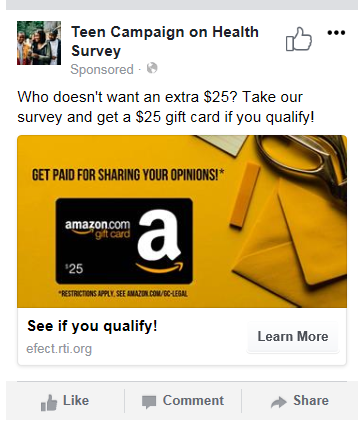 Teen Campaign on Health
Survey
Sponsored ·
Who doesn't want an extra $25? Take our
survey and get a $25 gift card if you qualify!
GET PAID FOR SHARING YOUR OPINIONS!*
amazon.com
gift card
a
$25
*RESTRICTIONS APPLY. SEE AMAZON.COM/GC-LEGAL
See if you qualify!
efect.rti.org
Learn More
Like Comment Share